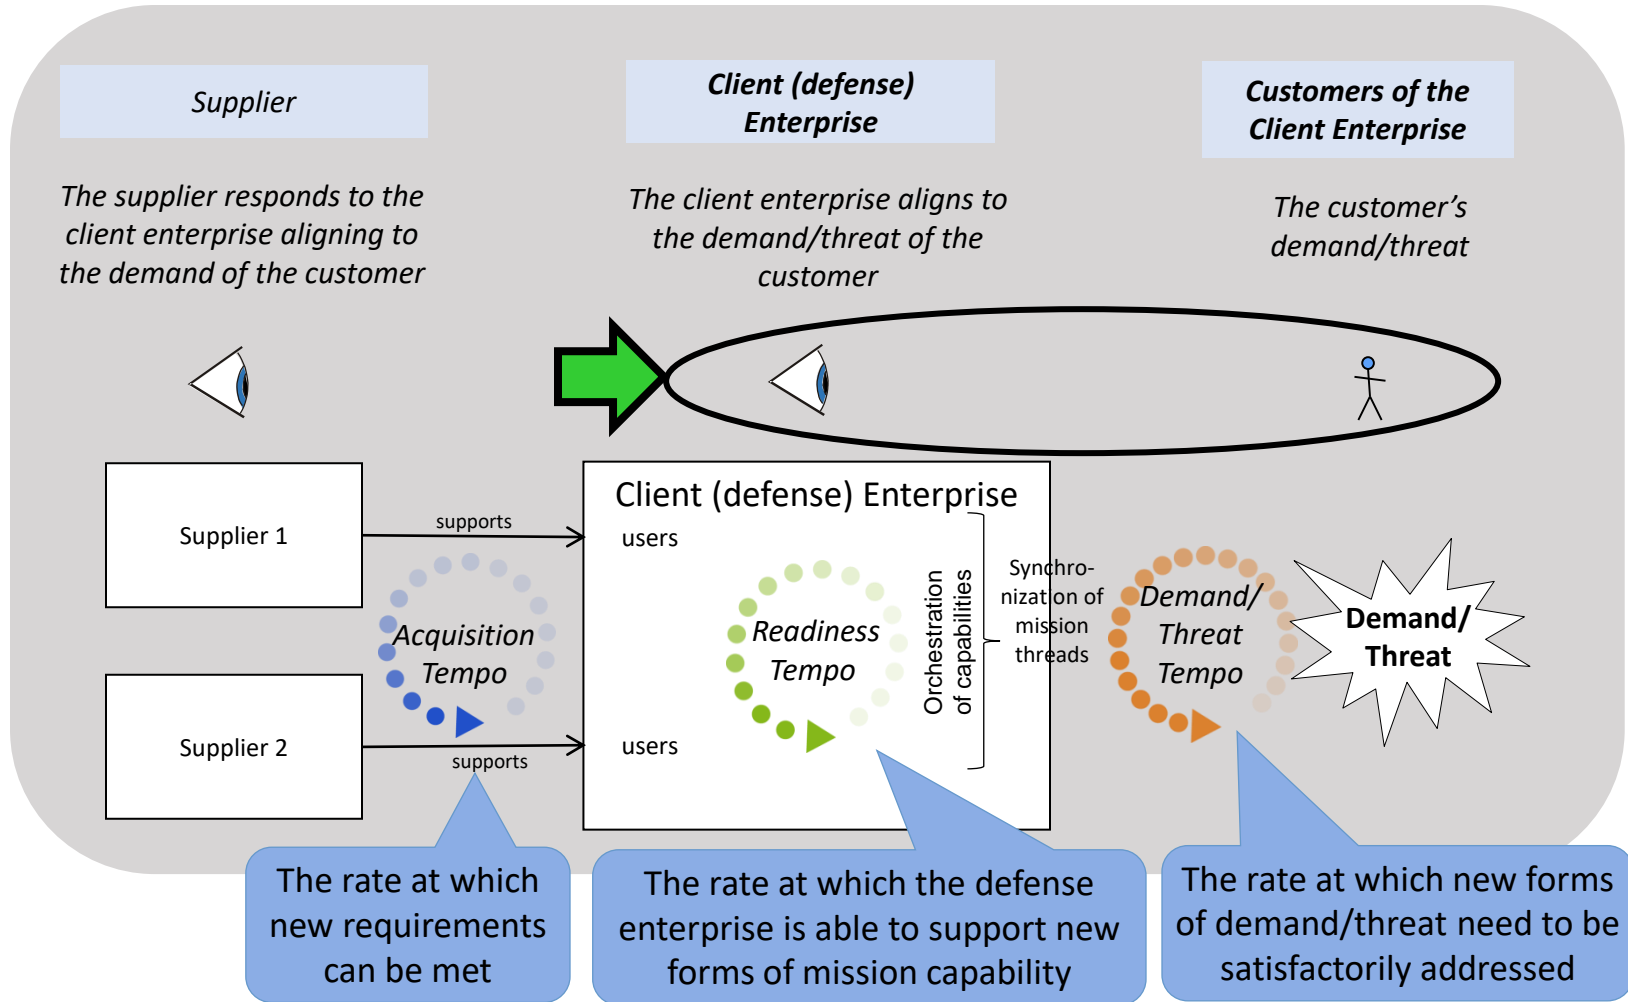 Supplier
Client (defense)
Enterprise
Customers of the
Client Enterprise
The supplier responds to the
client enterprise aligning to
the demand of the customer
The client enterprise aligns to
the demand/threat of the
customer
The customer’s
demand/threat
Supplier 1
supports
Client (defense) Enterprise
users
Acquisition
Tempo
Readiness
Tempo
Orchestration
of capabilities
Synchro-
nization of
mission
threads
Demand/
Threat
Tempo
Demand/
Threat
Supplier 2
supports
users
The rate at which
new requirements
can be met
The rate at which the defense
enterprise is able to support new
forms of mission capability
The rate at which new forms
of demand/threat need to be
satisfactorily addressed